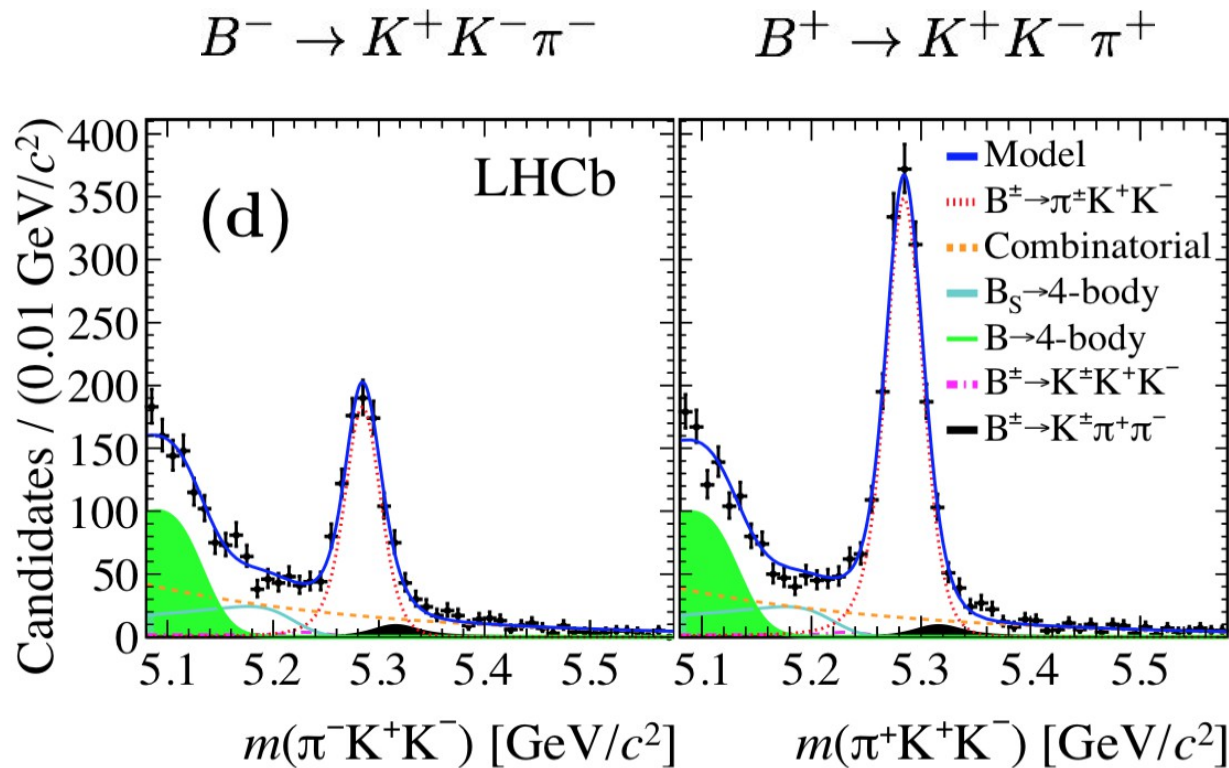 B⁻ → K⁺K⁻π⁻
B⁺ → K⁺K⁻π⁺
Candidates / (0.01 GeV/c²)
400
350
300
250
200
150
100
50
0
(d)
LHCb
5.1 5.2 5.3 5.4 5.5
m(π⁻K⁺K⁻) [GeV/c²]
Model
B±→π±K⁺K⁻
Combinatorial
B_S→4-body
B→4-body
B±→K±K⁺K⁻
B±→K±π⁺π⁻
5.1 5.2 5.3 5.4 5.5
m(π⁺K⁺K⁻) [GeV/c²]